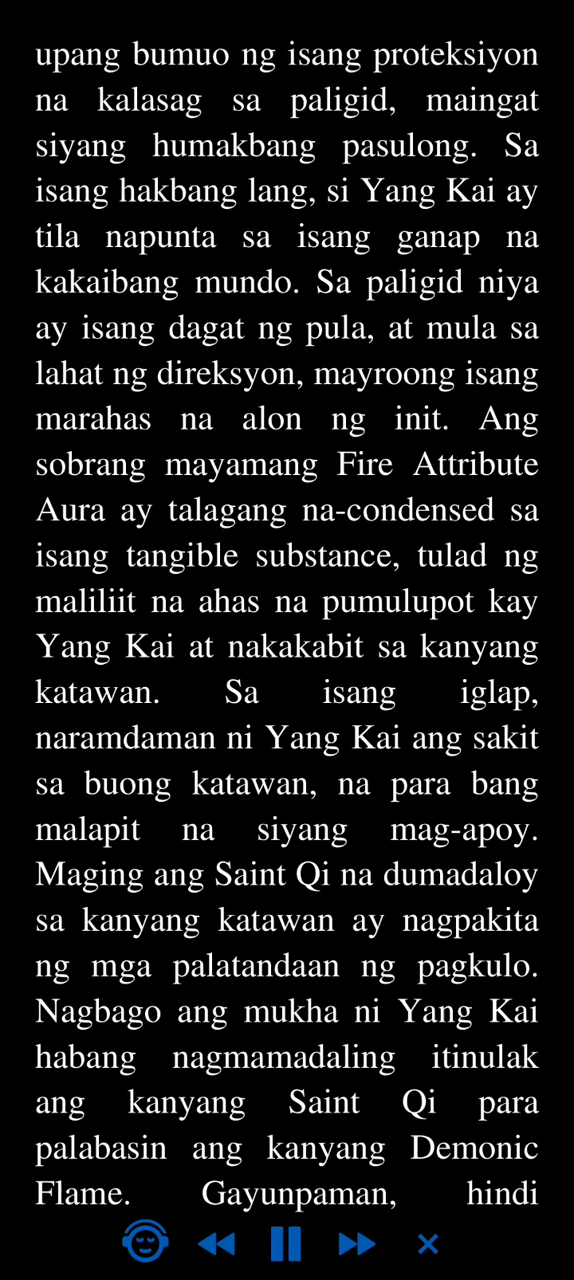 upang bumuo ng isang proteksiyon
na kalasag sa paligid, maingat
siyang humakbang pasulong. Sa
isang hakbang lang, si Yang Kai ay
tila napunta sa isang ganap na
kakaibang mundo. Sa paligid niya
ay isang dagat ng pula, at mula sa
lahat ng direksyon, mayroong isang
marahas na alon ng init. Ang
sobrang mayamang Fire Attribute
Aura ay talagang na-condensed sa
isang tangible substance, tulad ng
maliliit na ahas na pumulupot kay
Yang Kai at nakakabit sa kanyang
katawan. Sa isang iglap,
naramdaman ni Yang Kai ang sakit
sa buong katawan, na para bang
malapit na siyang mag-apoy.
Maging ang Saint Qi na dumadaloy
sa kanyang katawan ay nagpakita
ng mga palatandaan ng pagkulo.
Nagbago ang mukha ni Yang Kai
habang nagmamadaling itinulak
ang kanyang Saint Qi para
palabasin ang kanyang Demonic
Flame. Gayunpaman, hindi